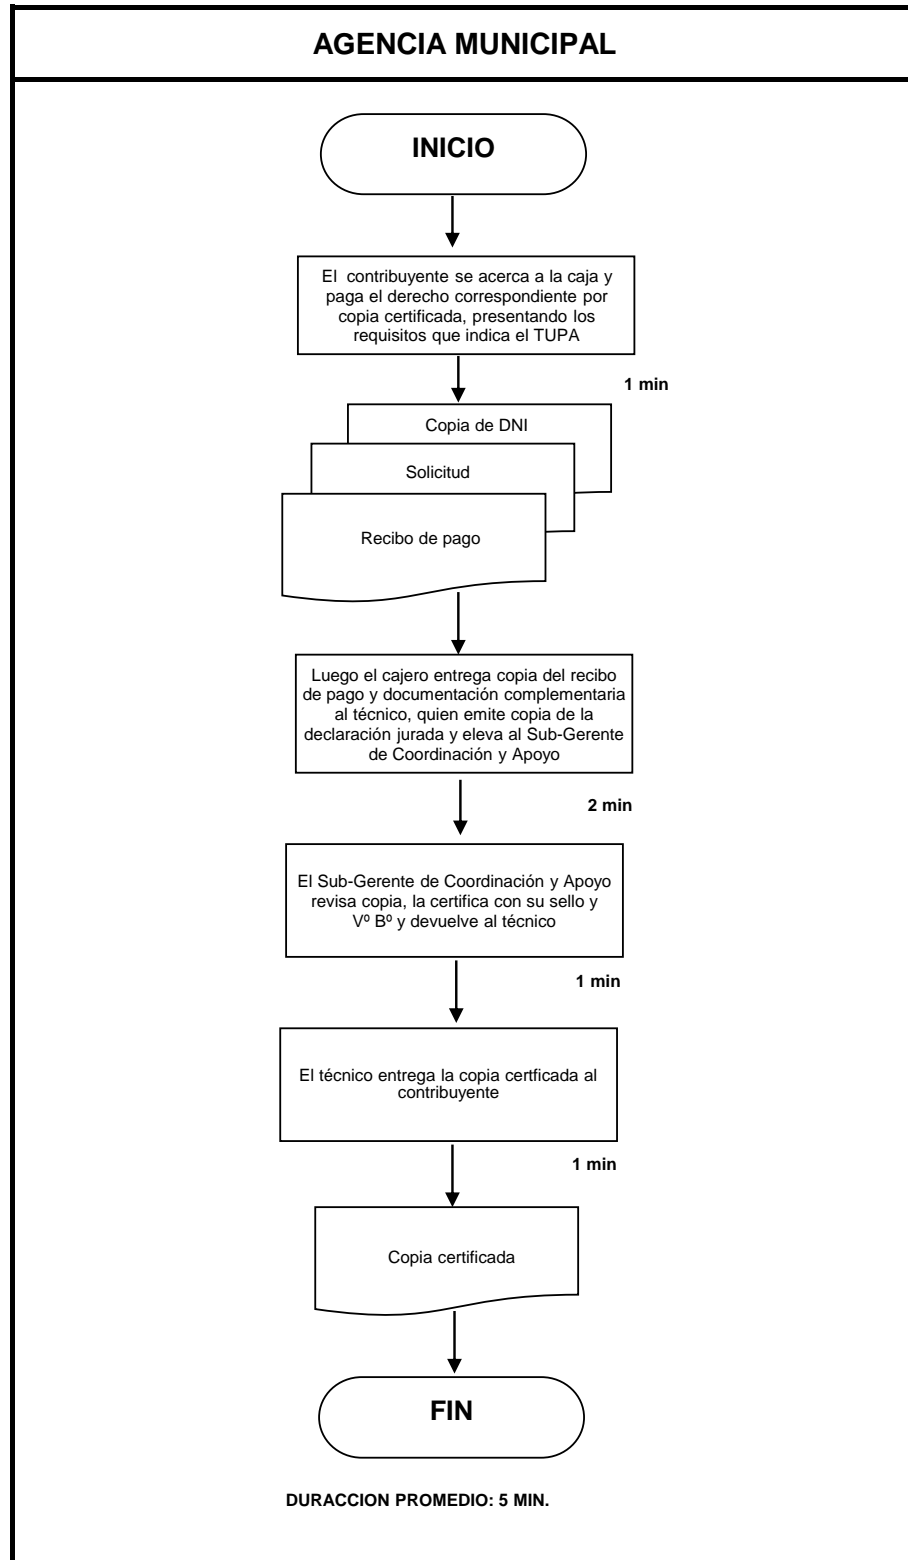 AGENCIA MUNICIPAL
INICIO
El  contribuyente se acerca a la caja y
paga el derecho correspondiente por
copia certificada, presentando los
requisitos que indica el TUPA
1 min
Copia de DNI
Solicitud
Recibo de pago
Luego el cajero entrega copia del recibo
de pago y documentación complementaria
al técnico, quien emite copia de la
declaración jurada y eleva al Sub-Gerente
de Coordinación y Apoyo
2 min
El Sub-Gerente de Coordinación y Apoyo
revisa copia, la certifica con su sello y
Vº Bº y devuelve al técnico
1 min
El técnico entrega la copia certficada al
contribuyente
1 min
Copia certificada
FIN
DURACCION PROMEDIO: 5 MIN.